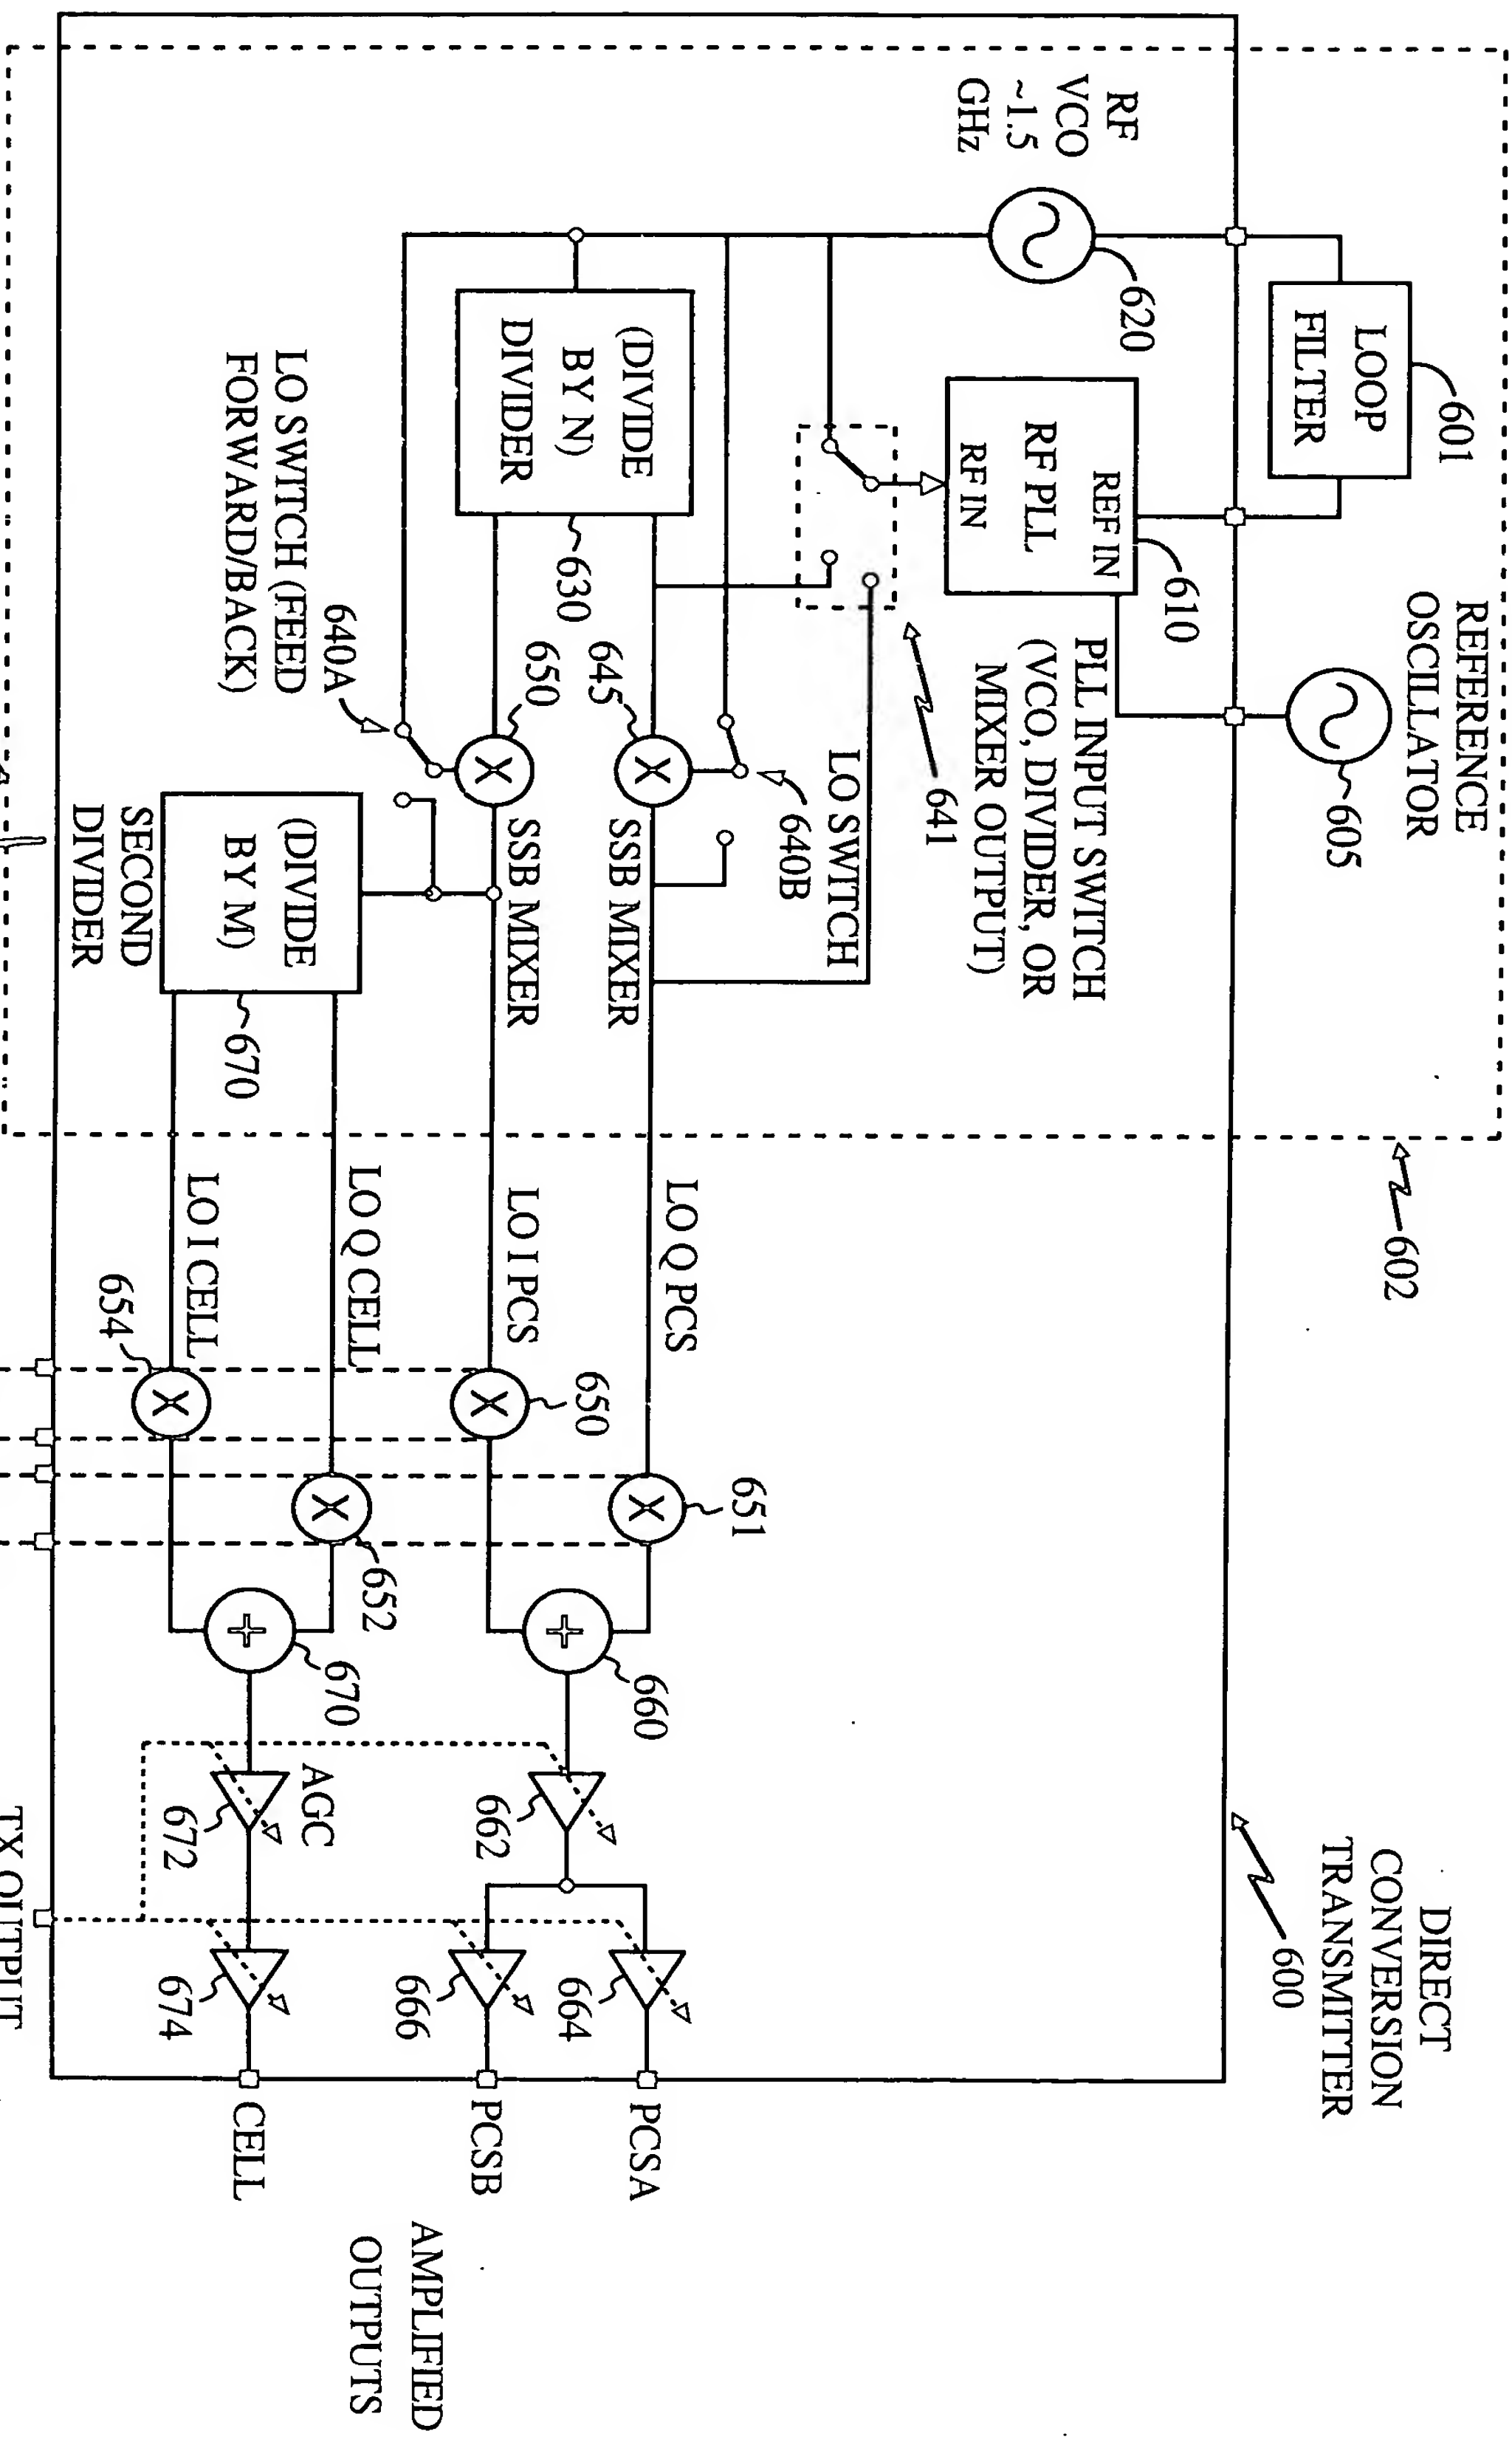 DIRECT
CONVERSION
TRANSMITTER
600
REFERENCE
OSCILLATOR
605
601
LOOP
FILTER
602
RF
VCO
~1.5
GHz
620
REF IN
RF PLL
RF IN
610
PLL INPUT SWITCH
(VCO, DIVIDER, OR
MIXER OUTPUT)
641
LO SWITCH
640B
(DIVIDE
BY N)
DIVIDER
630
645
650
SSB MIXER
SSB MIXER
LO SWITCH (FEED
FORWARD/BACK)
640A
(DIVIDE
BY M)
670
SECOND
DIVIDER
LO Q PCS
LO I PCS
LO Q CELL
LO I CELL
651
650
652
654
660
670
662
AGC
672
664
666
674
PCSA
PCSB
CELL
AMPLIFIED
OUTPUTS
TX OUTPUT